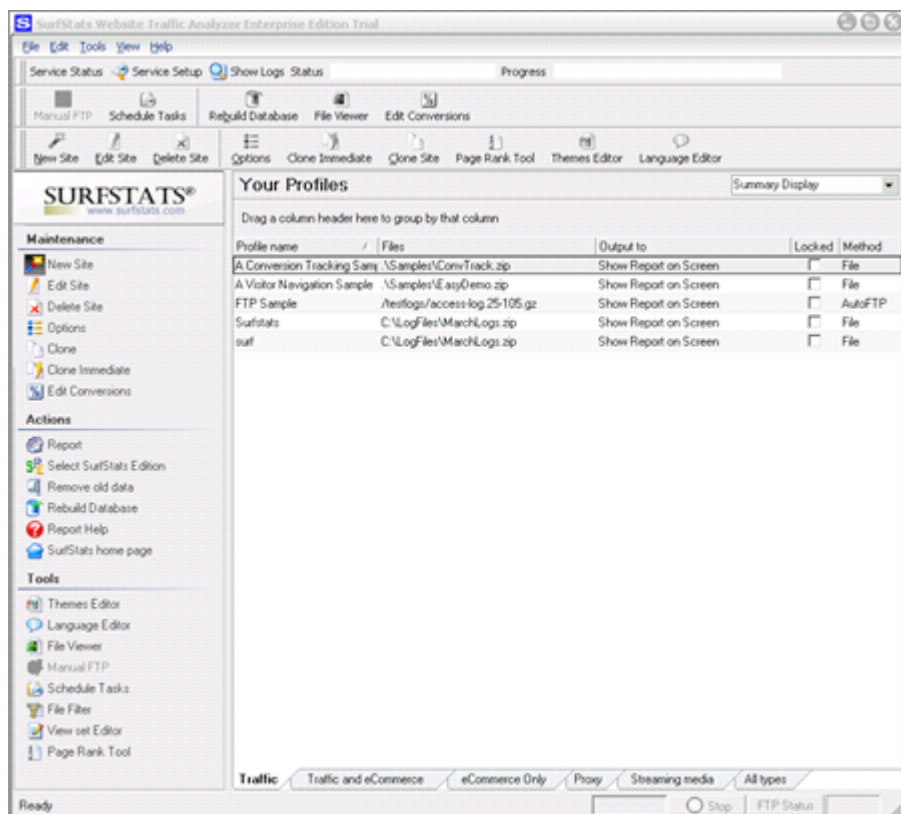 SurfStats Website Traffic Analyzer Enterprise Edition Trial
File Edit Tools View Help
Service Status Service Setup Show Logs Status Progress
Manual FTP Schedule Tasks Rebuild Database File Viewer Edit Conversions
New Site Edit Site Delete Site Options Clone Immediate Clone Site Page Rank Tool Themes Editor Language Editor
SURFSTATS®
www.surfstats.com
Maintenance
New Site
Edit Site
Delete Site
Options
Clone
Clone Immediate
Edit Conversions
Actions
Report
Select SurfStats Edition
Remove old data
Rebuild Database
Report Help
SurfStats home page
Tools
Themes Editor
Language Editor
File Viewer
Manual FTP
Schedule Tasks
File Filter
View set Editor
Page Rank Tool
Your Profiles Summary Display
Drag a column header here to group by that column
Profile name / Files Output to Locked Method
A Conversion Tracking Samp .\Samples\ConvTrack.zip Show Report on Screen File
A Visitor Navigation Sample .\Samples\EasyDemo.zip Show Report on Screen File
FTP Sample /testlogs/access-log.25-105.gz Show Report on Screen AutoFTP
Surfstats C:\LogFiles\MarchLogs.zip Show Report on Screen File
surf C:\LogFiles\MarchLogs.zip Show Report on Screen File
Traffic Traffic and eCommerce eCommerce Only Proxy Streaming media All types
Ready Stop FTP Status